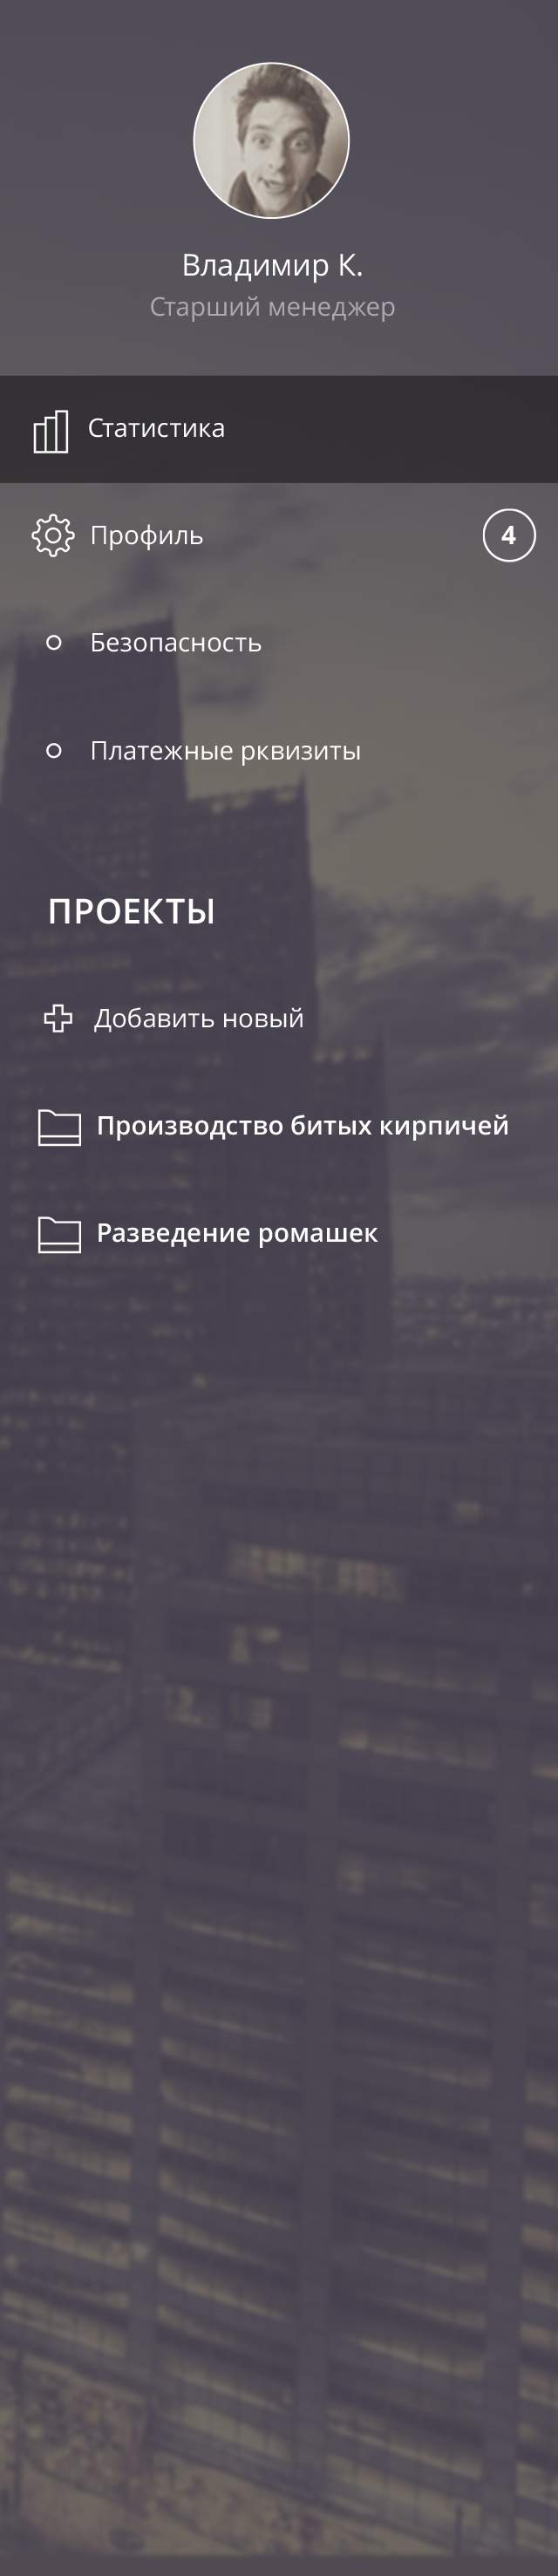 Владимир К.
Старший менеджер
Статистика
Профиль
4
Безопасность
Платежные рквизиты
ПРОЕКТЫ
Добавить новый
Производство битых кирпичей
Разведение ромашек